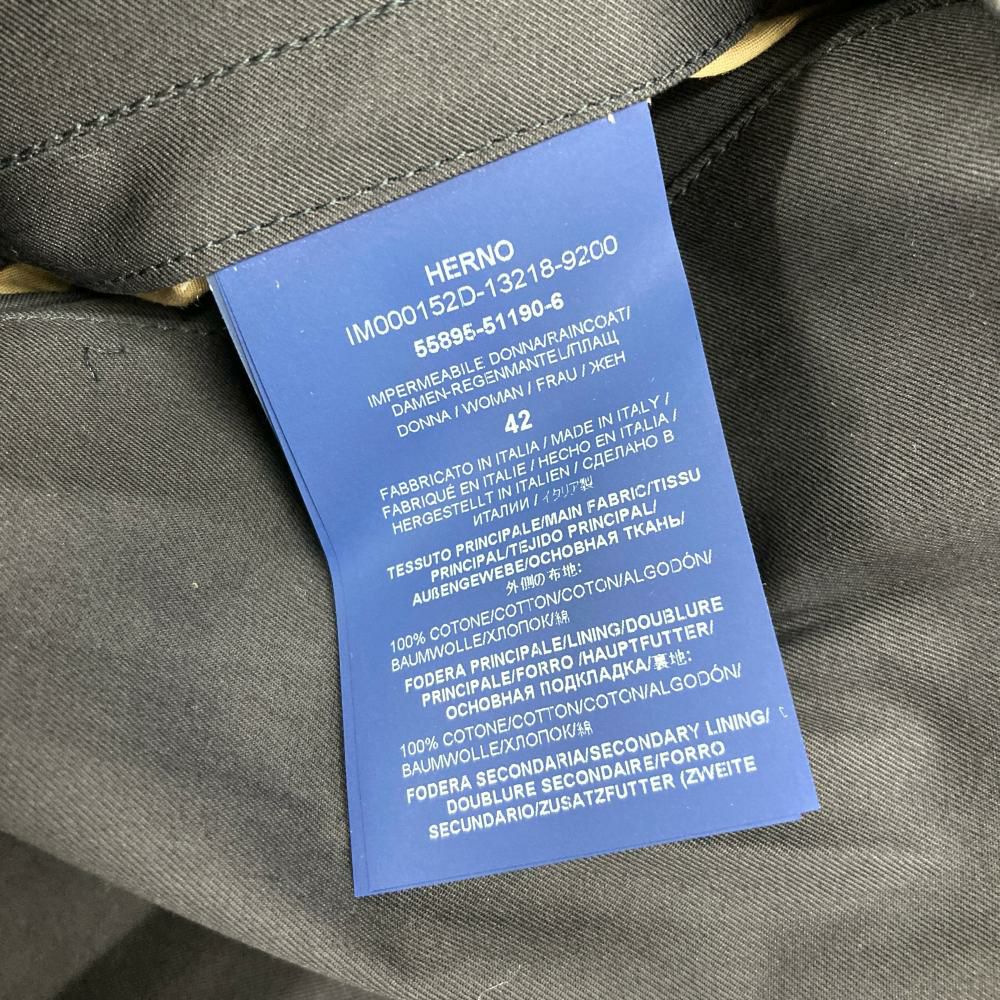 HERNO
IM000152D-13218-9200
55895-51190-6
IMPERMEABILE DONNA/RAINCOAT/
DAMEN-REGENMANTEL/ПЛАЩ
DONNA / WOMAN / FRAU / ЖЕН
42
FABBRICATO IN ITALIA / MADE IN ITALY /
FABRIQUÉ EN ITALIE / HECHO EN ITALIA /
HERGESTELLT IN ITALIEN / СДЕЛАНО В
ИТАЛИИ / イタリア製
TESSUTO PRINCIPALE/MAIN FABRIC/TISSU
PRINCIPAL/TEJIDO PRINCIPAL/
AUßENGEWEBE/ОСНОВНАЯ ТКАНЬ/
外側の布地:
100% COTONE/COTTON/COTON/ALGODÓN/
BAUMWOLLE/ХЛОПОК/綿
FODERA PRINCIPALE/LINING/DOUBLURE
PRINCIPALE/FORRO /HAUPTFUTTER/
ОСНОВНАЯ ПОДКЛАДКА/裏地:
100% COTONE/COTTON/COTON/ALGODÓN/
BAUMWOLLE/ХЛОПОК/綿
FODERA SECONDARIA/SECONDARY LINING/
DOUBLURE SECONDAIRE/FORRO
SECUNDARIO/ZUSATZFUTTER (ZWEITE